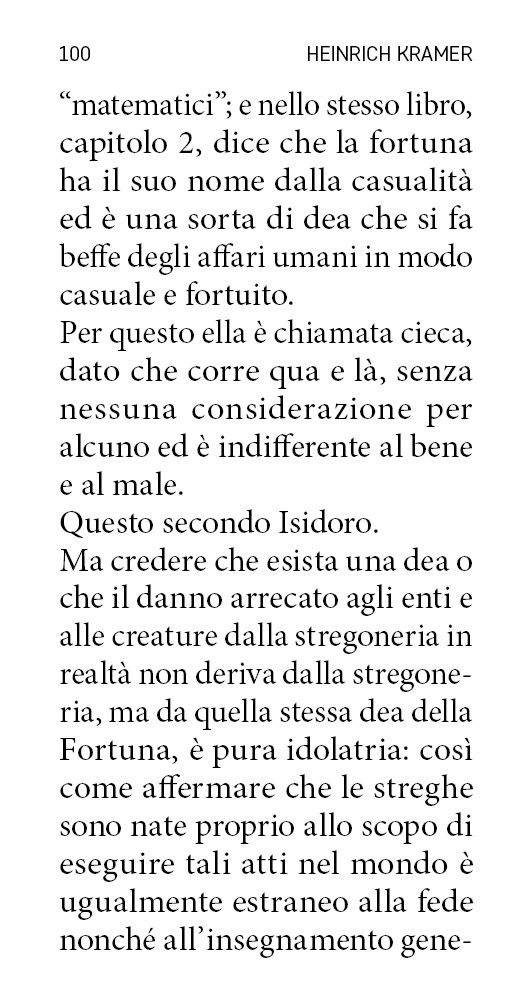 100 HEINRICH KRAMER
“matematici”; e nello stesso libro,
capitolo 2, dice che la fortuna
ha il suo nome dalla casualità
ed è una sorta di dea che si fa
beffe degli affari umani in modo
casuale e fortuito.
Per questo ella è chiamata cieca,
dato che corre qua e là, senza
nessuna considerazione per
alcuno ed è indifferente al bene
e al male.
Questo secondo Isidoro.
Ma credere che esista una dea o
che il danno arrecato agli enti e
alle creature dalla stregoneria in
realtà non deriva dalla stregone-
ria, ma da quella stessa dea della
Fortuna, è pura idolatria: così
come affermare che le streghe
sono nate proprio allo scopo di
eseguire tali atti nel mondo è
ugualmente estraneo alla fede
nonché all’insegnamento gene-